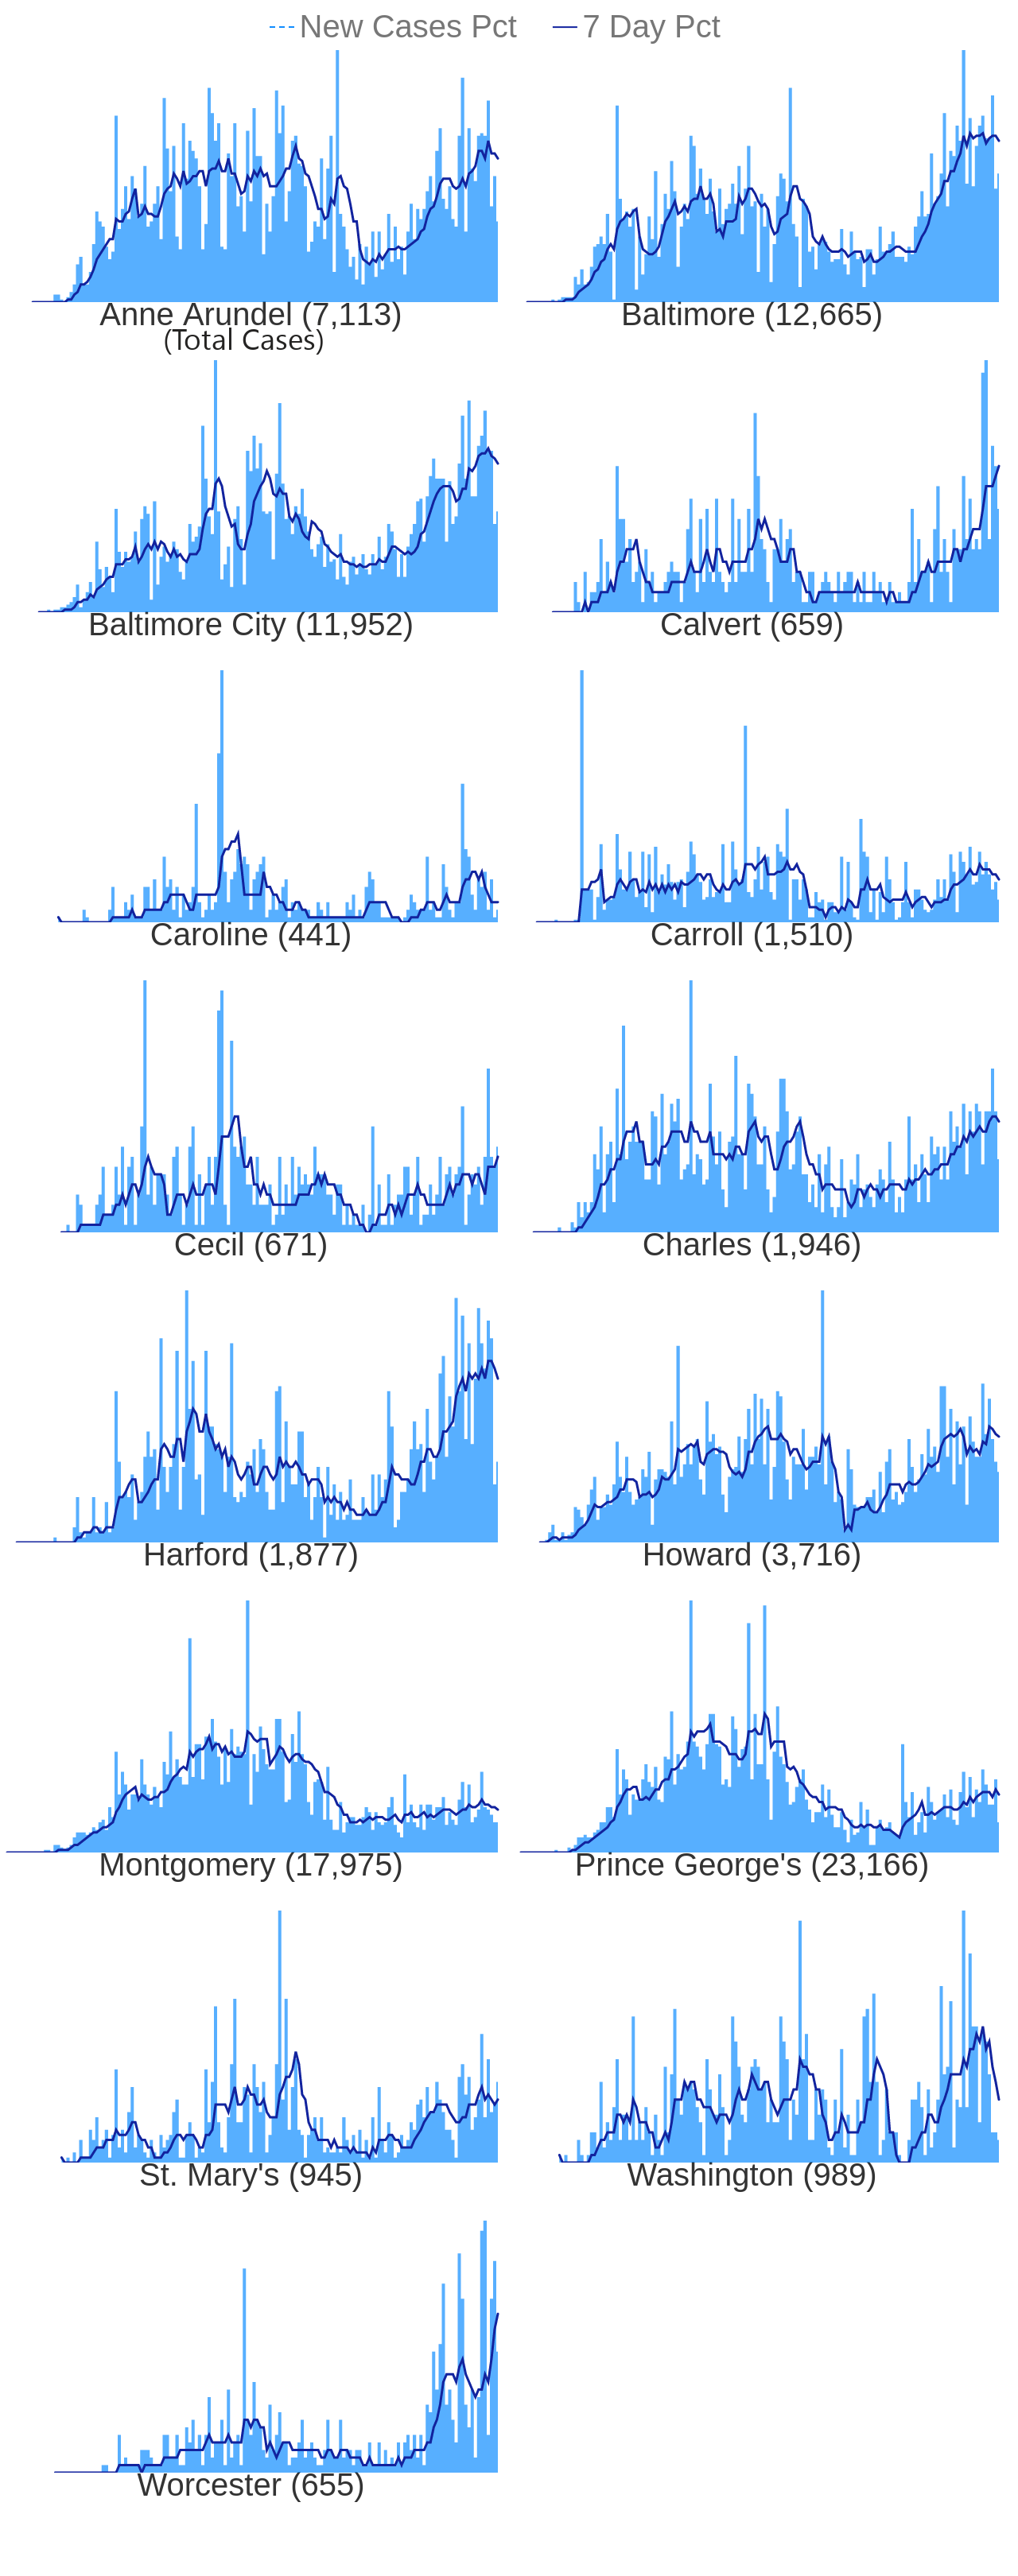 New Cases Pct 7 Day Pct
Anne Arundel (7,113) Baltimore (12,665)
(Total Cases)
Baltimore City (11,952) Calvert (659)
Caroline (441) Carroll (1,510)
Cecil (671) Charles (1,946)
Harford (1,877) Howard (3,716)
Montgomery (17,975) Prince George's (23,166)
St. Mary's (945) Washington (989)
Worcester (655)